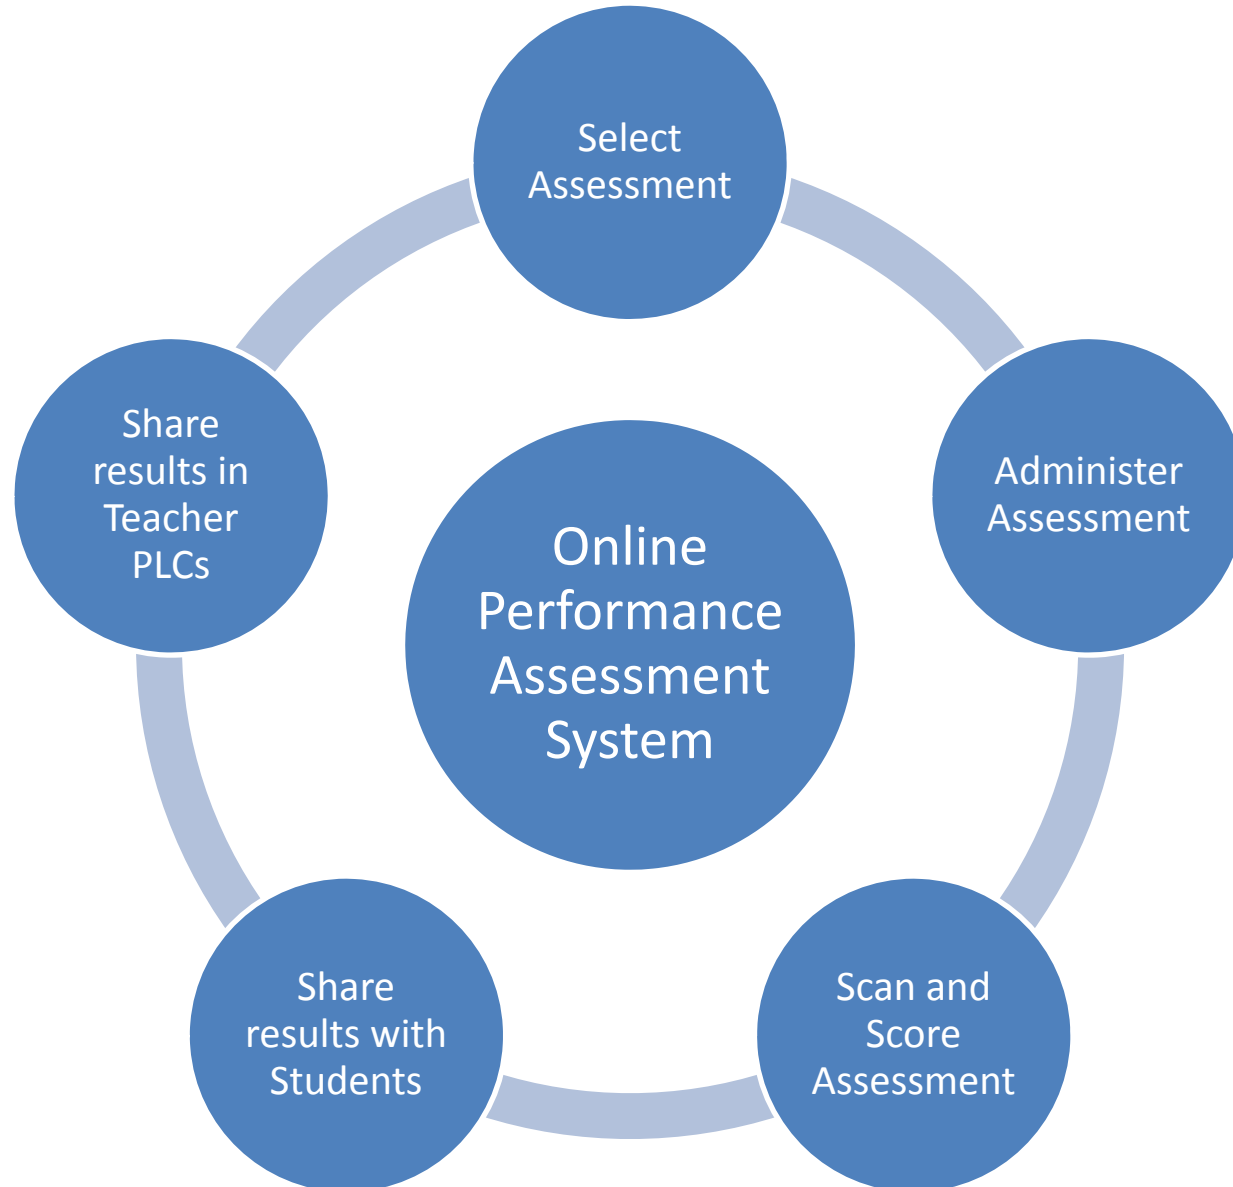 Select
Assessment
Administer
Assessment
Scan and
Score
Assessment
Share
results with
Students
Share
results in
Teacher
PLCs
Online
Performance
Assessment
System